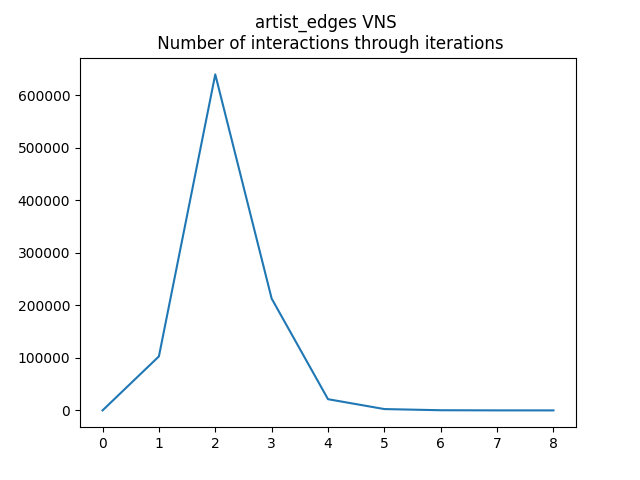 artist_edges VNS
Number of interactions through iterations
600000
500000
400000
300000
200000
100000
0
0 1 2 3 4 5 6 7 8